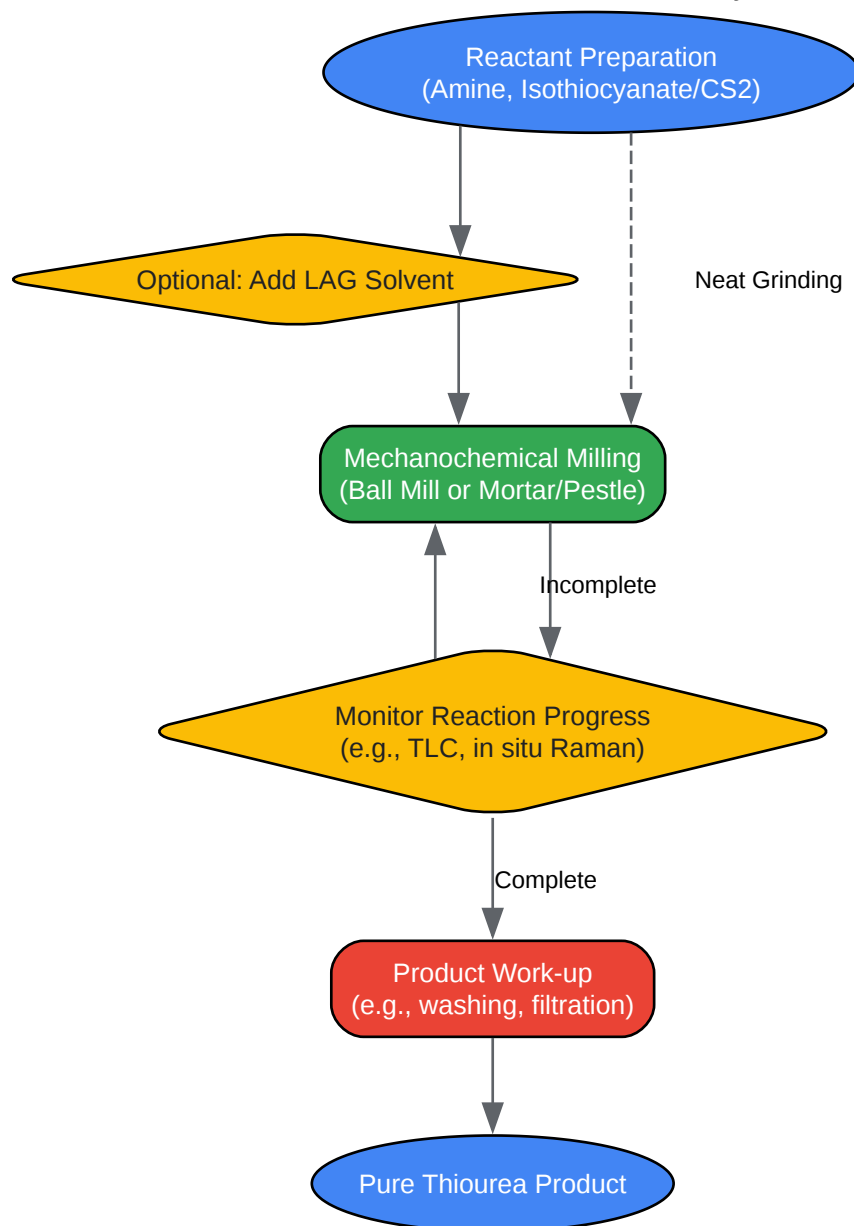 Reactant Preparation
(Amine, Isothiocyanate/CS2)
Optional: Add LAG Solvent
Neat Grinding
Mechanochemical Milling
(Ball Mill or Mortar/Pestle)
Incomplete
Monitor Reaction Progress
(e.g., TLC, in situ Raman)
Complete
Product Work-up
(e.g., washing, filtration)
Pure Thiourea Product